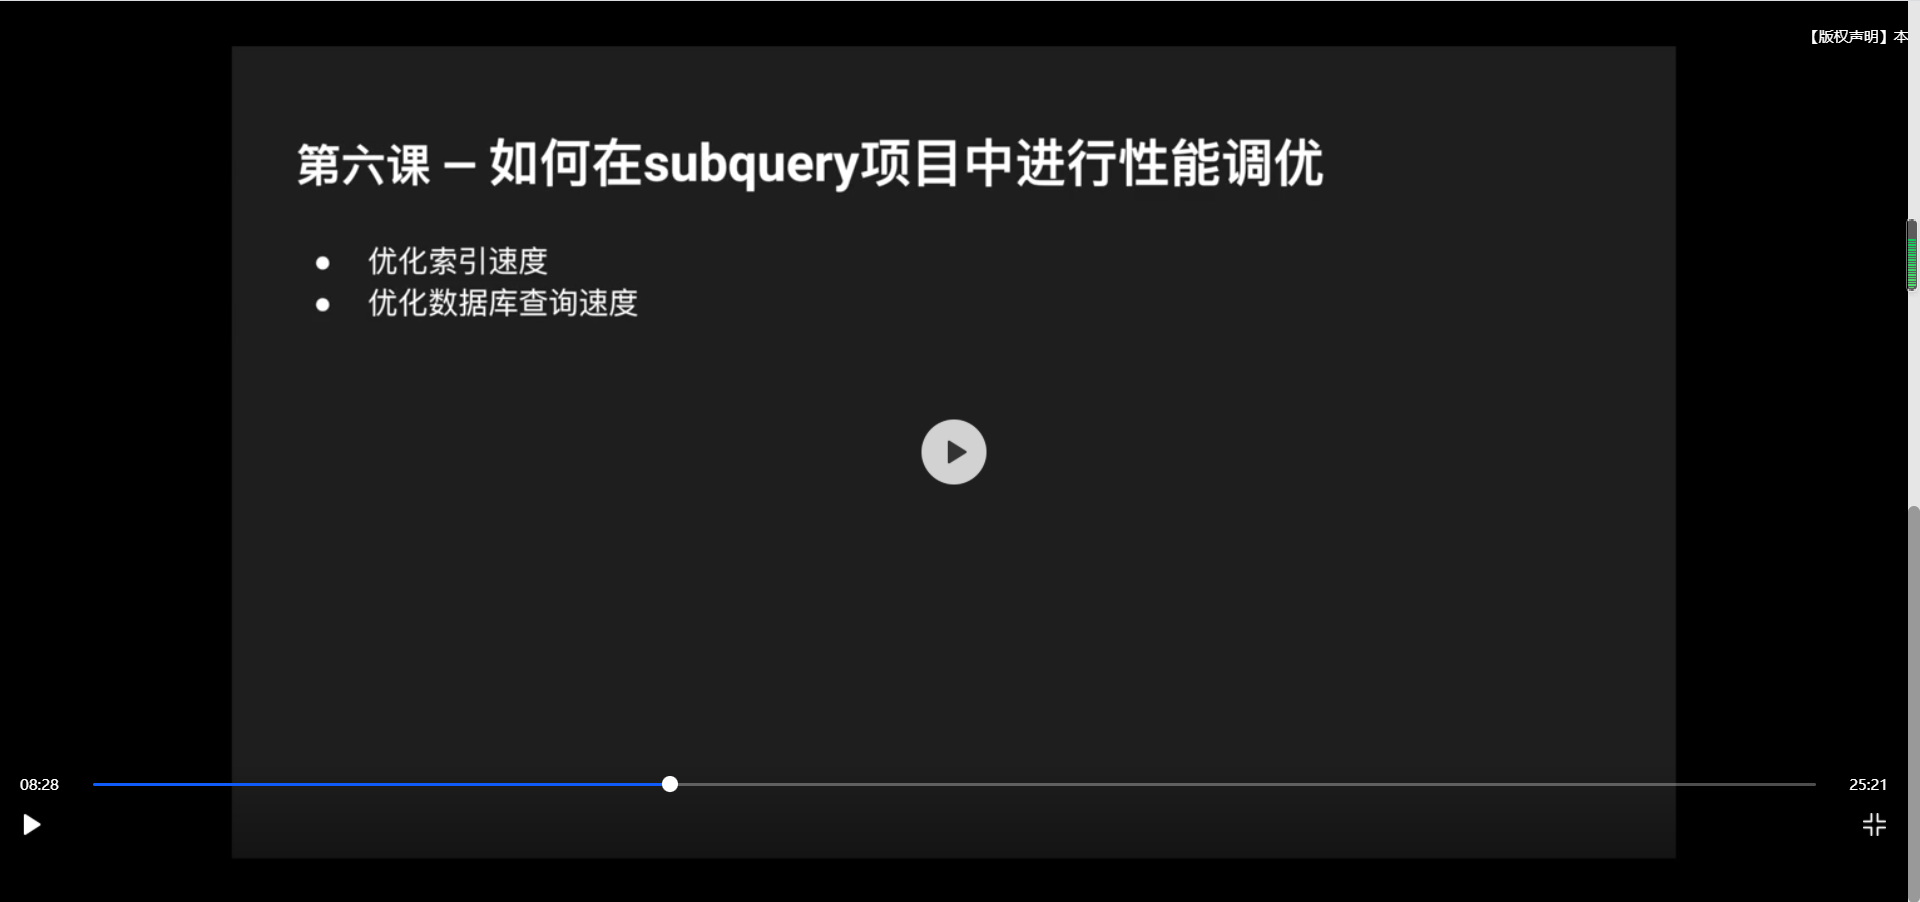 【版权声明】本
第六课 — 如何在subquery项目中进行性能调优
● 优化索引速度
● 优化数据库查询速度
08:28
25:21